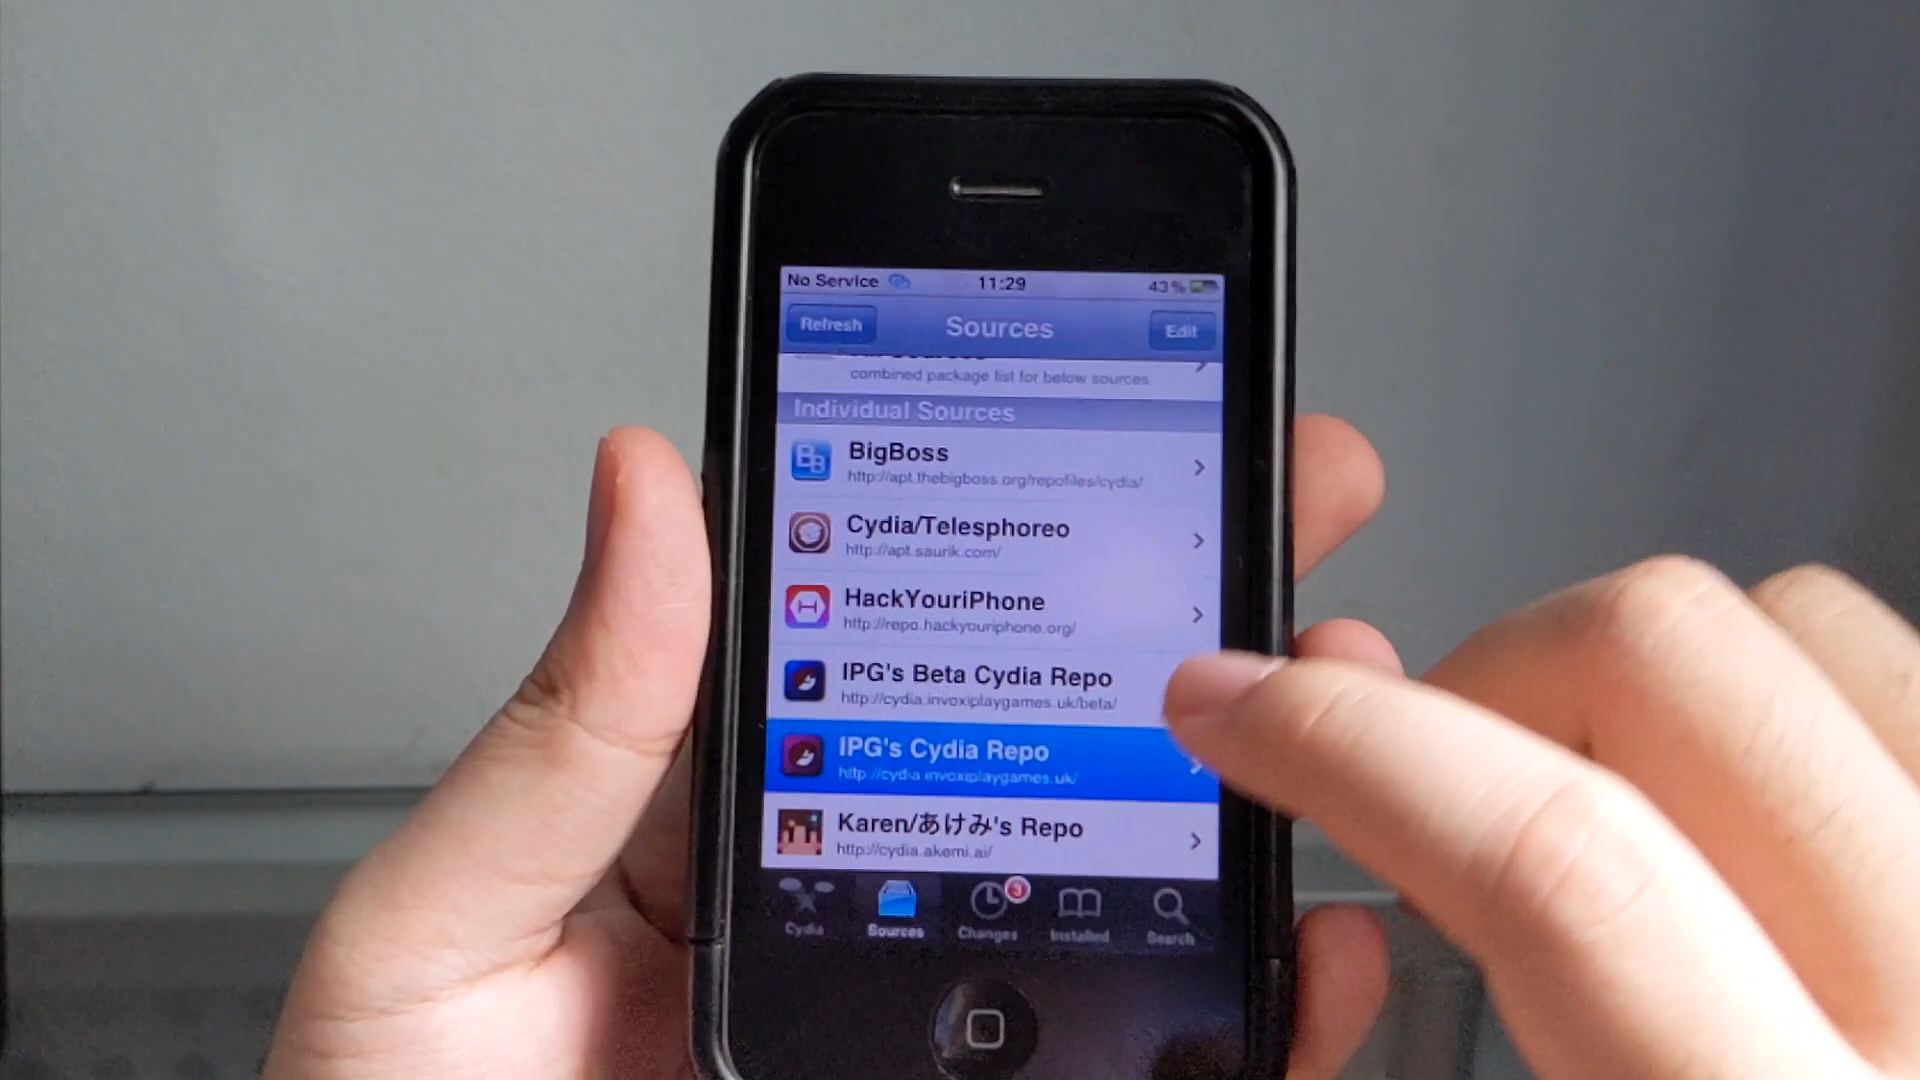 No Service 11:29 43%
Refresh Sources Edit
combined package list for below sources
Individual Sources
BB
BigBoss
http://apt.thebigboss.org/repofiles/cydia/
Cydia/Telesphoreo
http://apt.saurik.com/
HackYouriPhone
http://repo.hackyouriphone.org/
IPG's Beta Cydia Repo
http://cydia.invoxiplaygames.uk/beta/
IPG's Cydia Repo
http://cydia.invoxiplaygames.uk/
Karen/あけみ's Repo
http://cydia.akemi.ai/
3
Cydia Sources Changes Installed Search